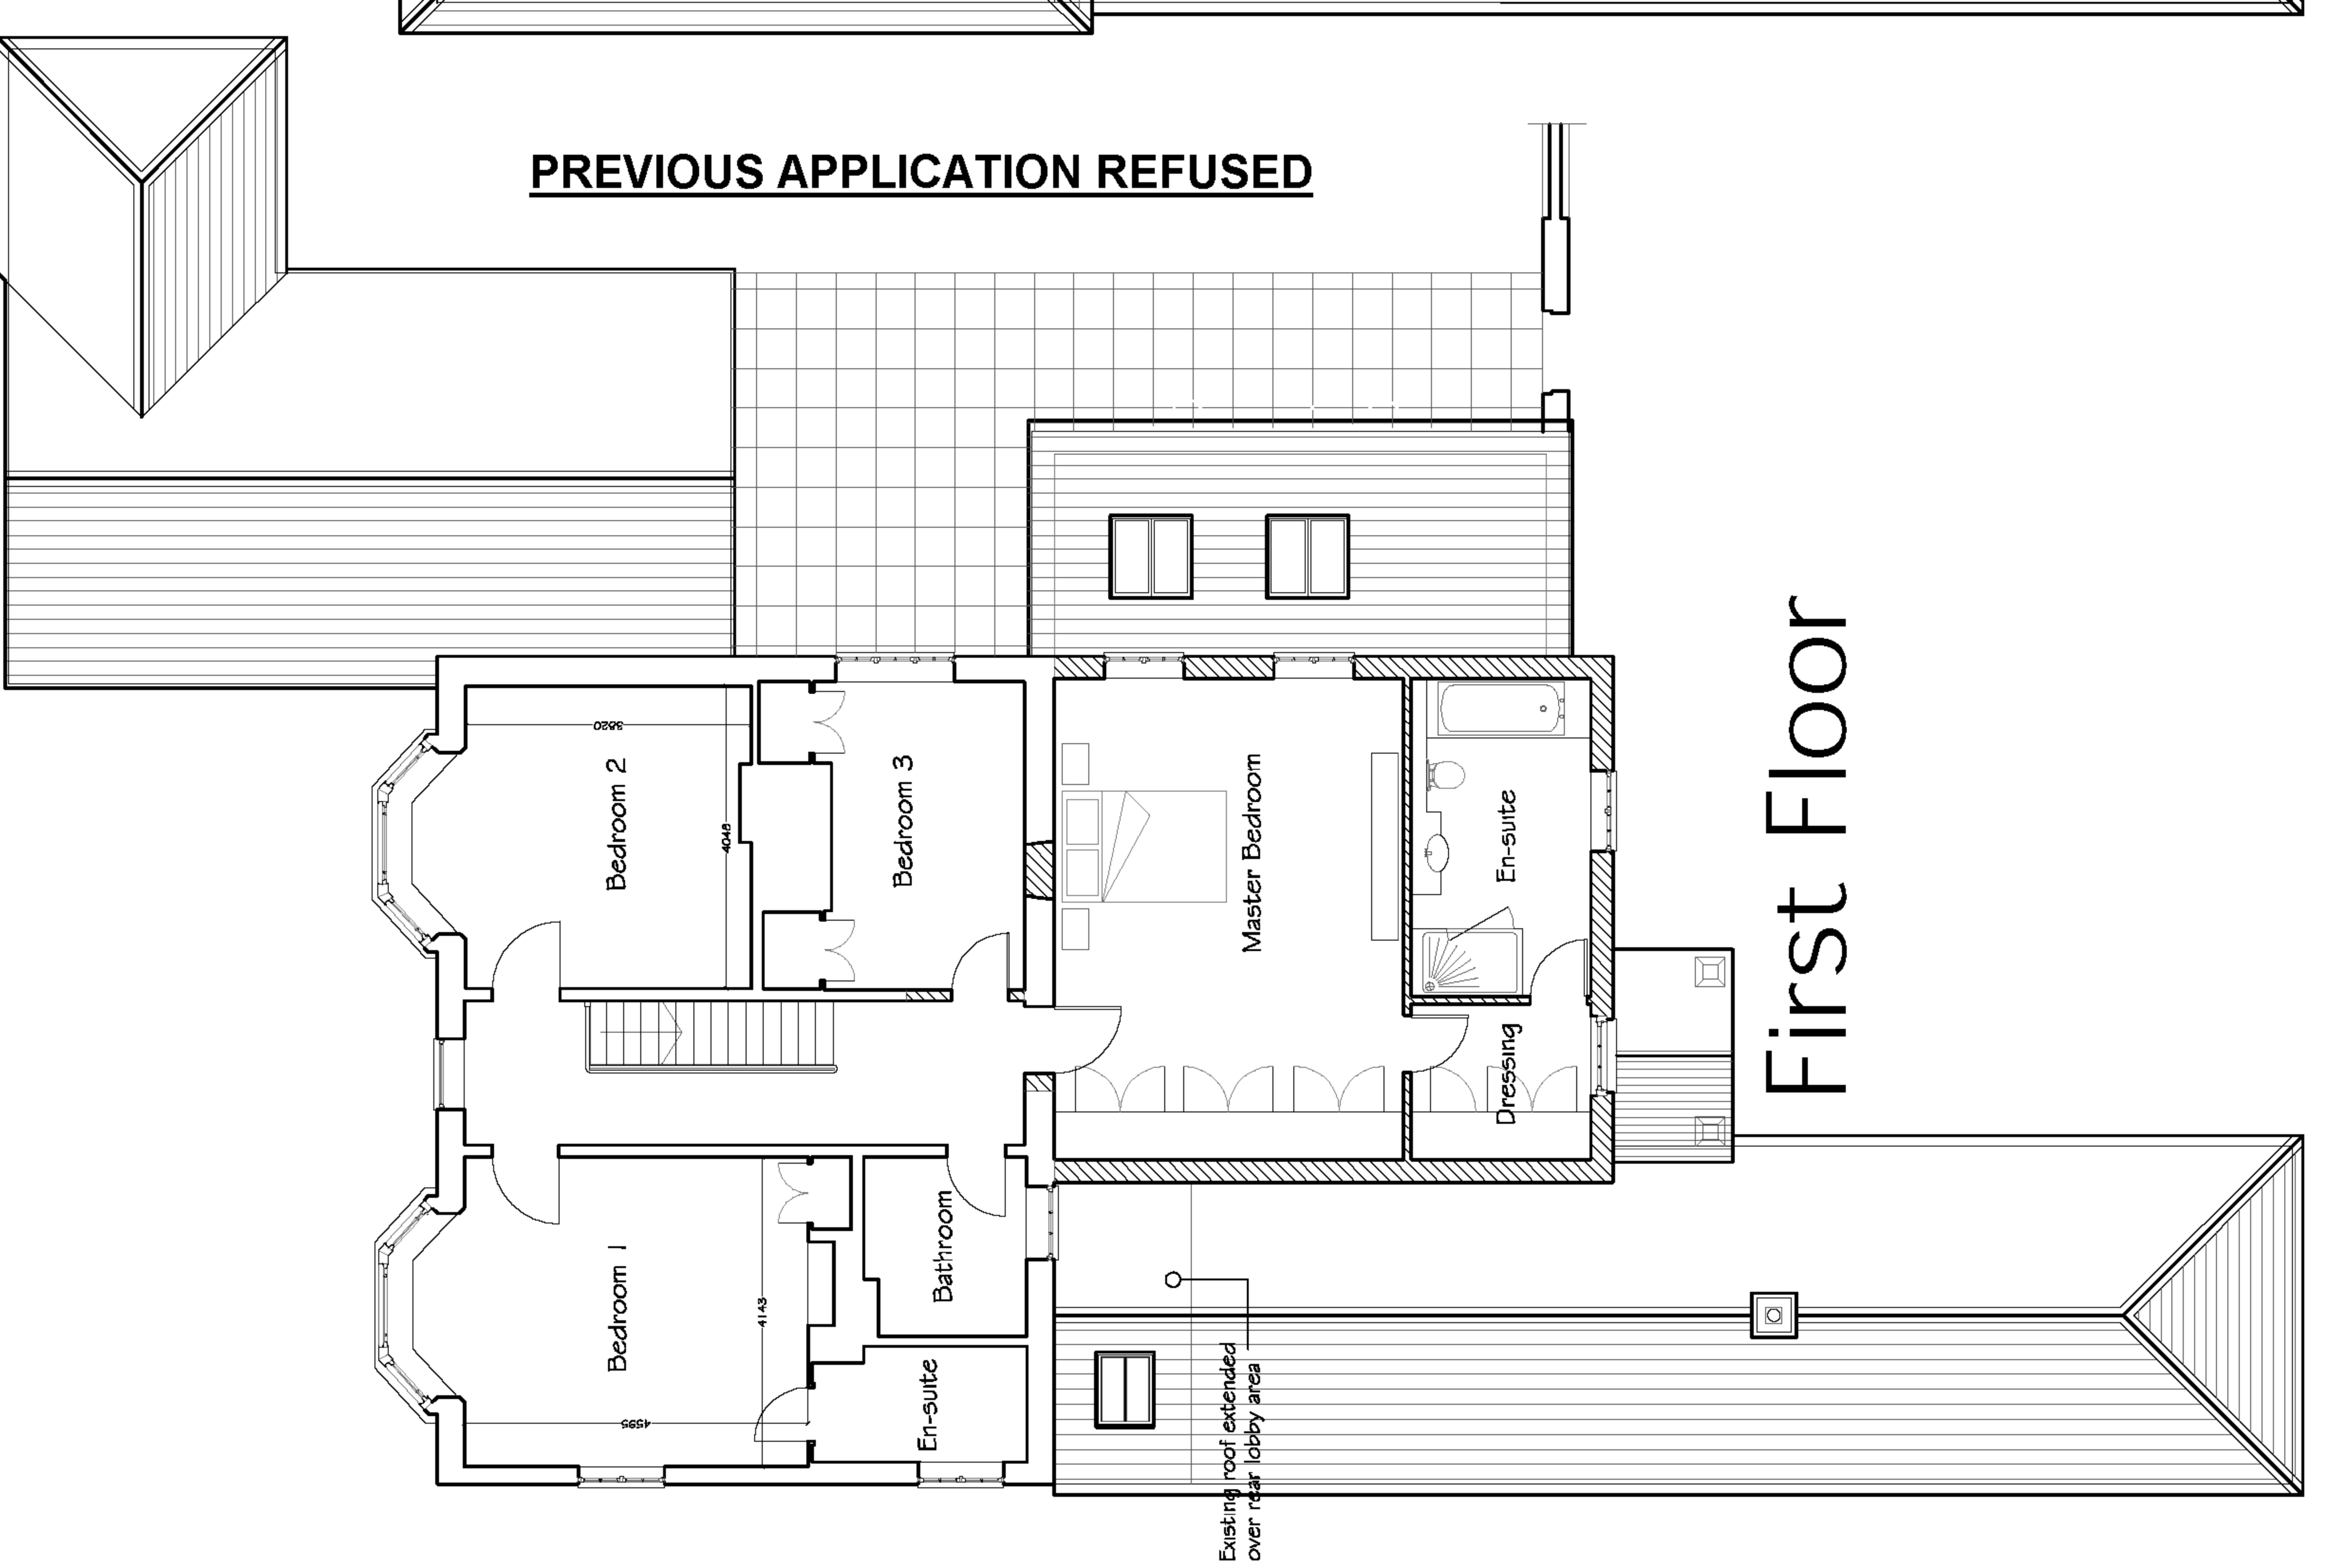 PREVIOUS APPLICATION REFUSED
3820
Bedroom 2
4048
Bedroom 3
Master Bedroom
En-suite
Dressing
First Floor
Bedroom 1
4143
4595
Bathroom
En-suite
Existing roof extended
over rear lobby area